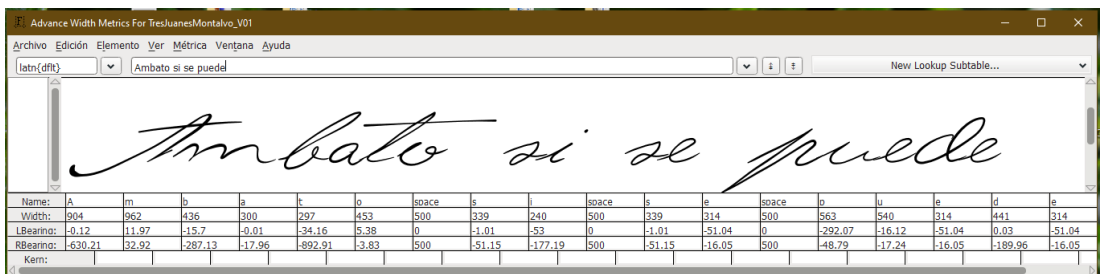 Advance Width Metrics For TresJuanesMontalvo_V01
Archivo Edición Elemento Ver Métrica Ventana Ayuda
latn{dflt} Ambato si se puede New Lookup Subtable...
Ambato si se puede
Name: A m b a t o space s i space s e space p u e d e
Width: 904 962 436 300 297 453 500 339 240 500 339 314 500 563 540 314 441 314
LBearing: -0.12 11.97 -15.7 -0.01 -34.16 5.38 0 -1.01 -53 0 -1.01 -51.04 0 -292.07 -16.12 -51.04 0.03 -51.04
RBearing: -630.21 32.92 -287.13 -17.96 -892.91 -3.83 500 -51.15 -177.19 500 -51.15 -16.05 500 -48.79 -17.24 -16.05 -189.96 -16.05
Kern: